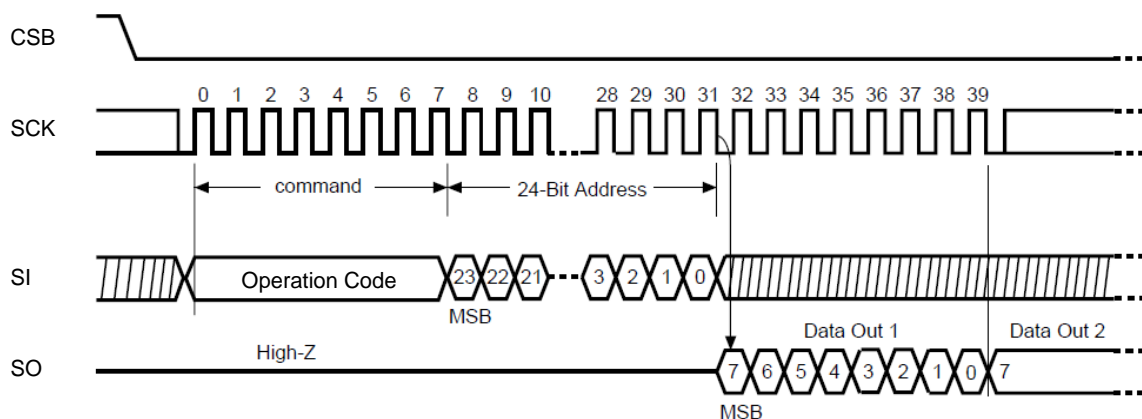 CSB
0 1 2 3 4 5 6 7 8 9 10 28 29 30 31 32 33 34 35 36 37 38 39
SCK
command 24-Bit Address
SI Operation Code 23 22 21 3 2 1 0
MSB
Data Out 1 Data Out 2
High-Z
SO 7 6 5 4 3 2 1 0 7
MSB